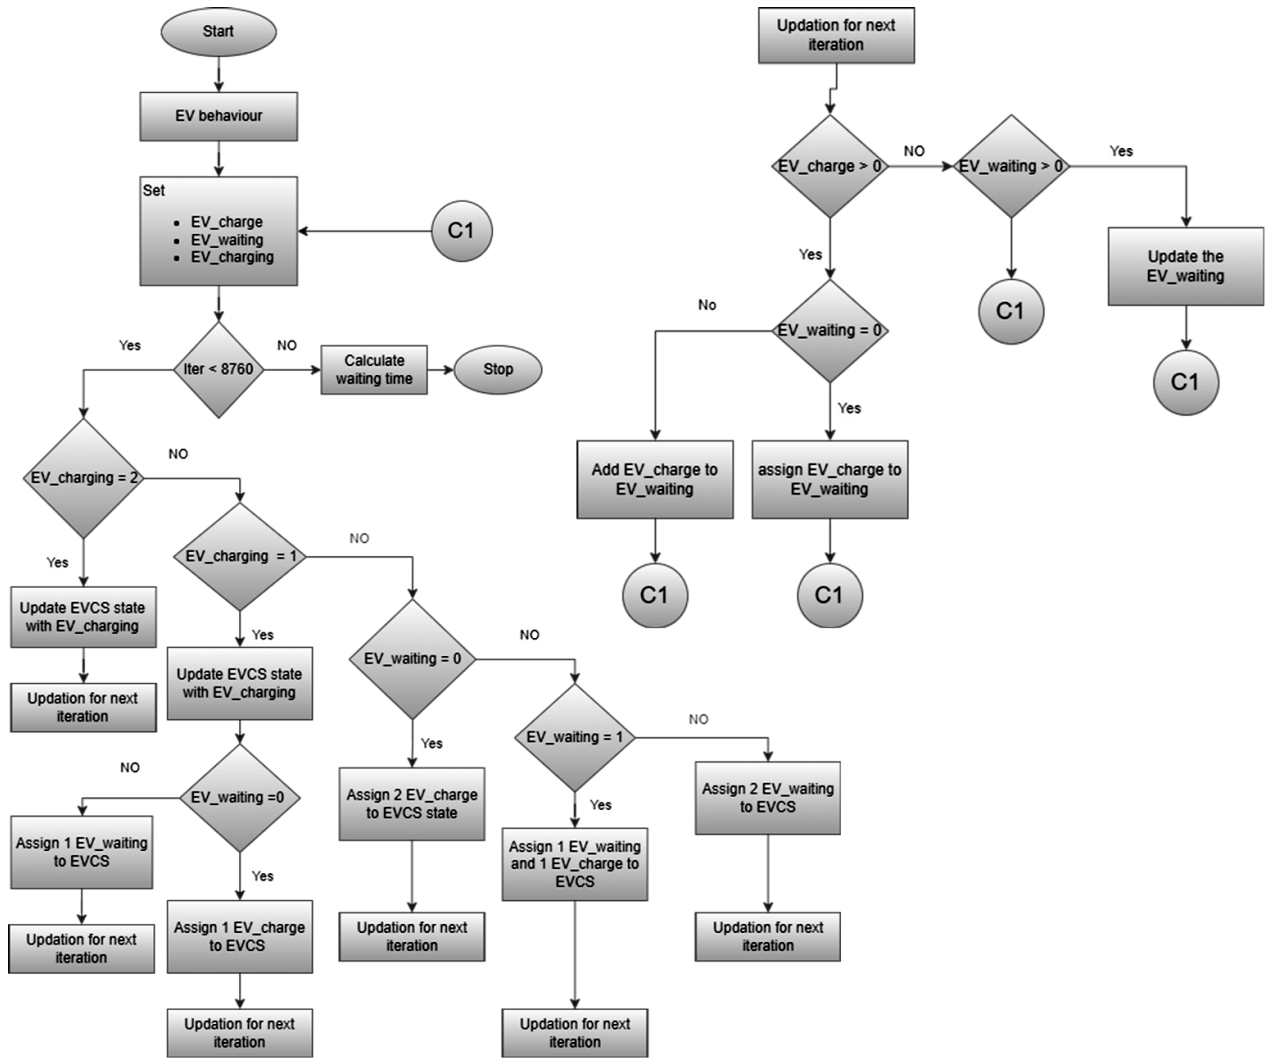 Start
EV behaviour
Set
• EV_charge
• EV_waiting
• EV_charging
C1
Iter < 8760
Yes
NO
Calculate
waiting time
Stop
EV_charging = 2
NO
Yes
Update EVCS state
with EV_charging
Updation for next
iteration
EV_charging = 1
NO
Yes
Update EVCS state
with EV_charging
EV_waiting =0
NO
Assign 1 EV_waiting
to EVCS
Updation for next
iteration
Yes
Assign 1 EV_charge
to EVCS
Updation for next
iteration
EV_waiting = 0
NO
Yes
Assign 2 EV_charge
to EVCS state
Updation for next
iteration
EV_waiting = 1
NO
Yes
Assign 1 EV_waiting
and 1 EV_charge to
EVCS
Updation for next
iteration
Assign 2 EV_waiting
to EVCS
Updation for next
iteration
Updation for next
iteration
EV_charge > 0
NO
EV_waiting > 0
Yes
Update the
EV_waiting
C1
C1
Yes
EV_waiting = 0
No
Add EV_charge to
EV_waiting
C1
Yes
assign EV_charge to
EV_waiting
C1